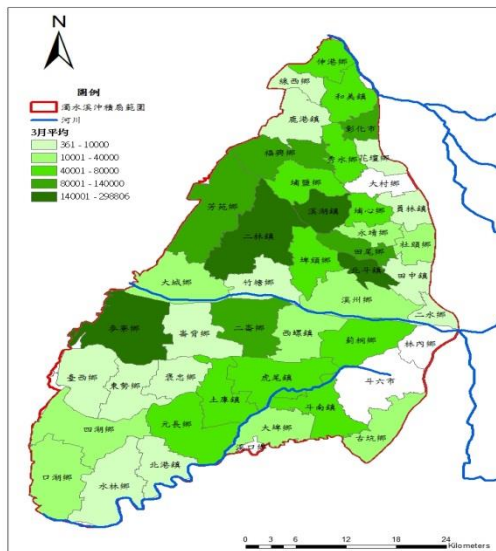 N
圖例
濁水溪沖積扇範圍
河川
3月平均
361 - 10000
10001 - 40000
40001 - 80000
80001 - 140000
140001 - 298806
伸港鄉
線西鄉
和美鎮
鹿港鎮
彰化市
福興鄉
秀水鄉
花壇鄉
埔鹽鄉
大村鄉
芳苑鄉
溪湖鎮
埔心鄉
員林鎮
二林鎮
永靖鄉
社頭鄉
埤頭鄉
田尾鄉
北斗鎮
田中鎮
大城鄉
竹塘鄉
溪州鄉
二水鄉
麥寮鄉
崙背鄉
二崙鄉
西螺鎮
莿桐鄉
林內鄉
臺西鄉
東勢鄉
褒忠鄉
虎尾鎮
斗六市
土庫鎮
四湖鄉
元長鄉
斗南鎮
大埤鄉
古坑鄉
北港鎮
溪口鄉
口湖鄉
水林鄉
0 3 6 12 18 24
Kilometers